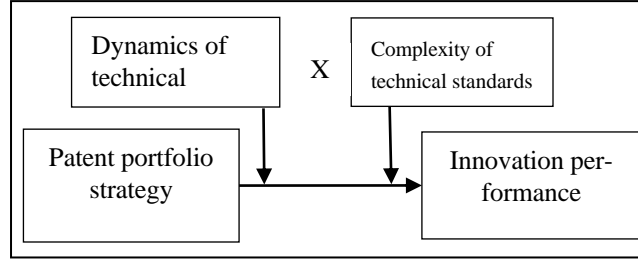 Dynamics of
technical
X
Complexity of
technical standards
Patent portfolio
strategy
Innovation per-
formance